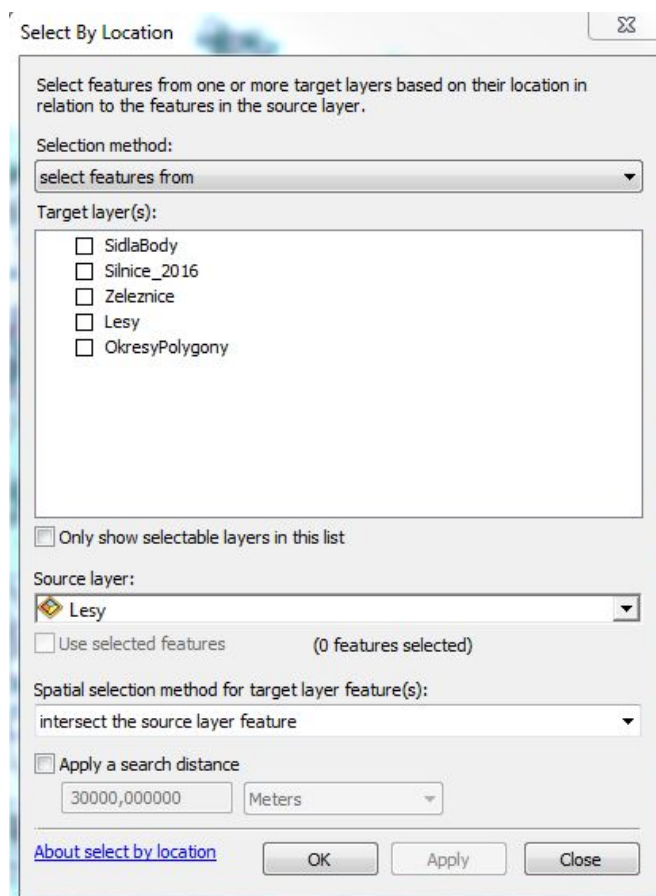 Select By Location
Select features from one or more target layers based on their location in
relation to the features in the source layer.
Selection method:
select features from
Target layer(s):
SidlaBody
Silnice_2016
Zeleznice
Lesy
OkresyPolygony
Only show selectable layers in this list
Source layer:
Lesy
Use selected features (0 features selected)
Spatial selection method for target layer feature(s):
intersect the source layer feature
Apply a search distance
30000,000000 Meters
About select by location OK Apply Close